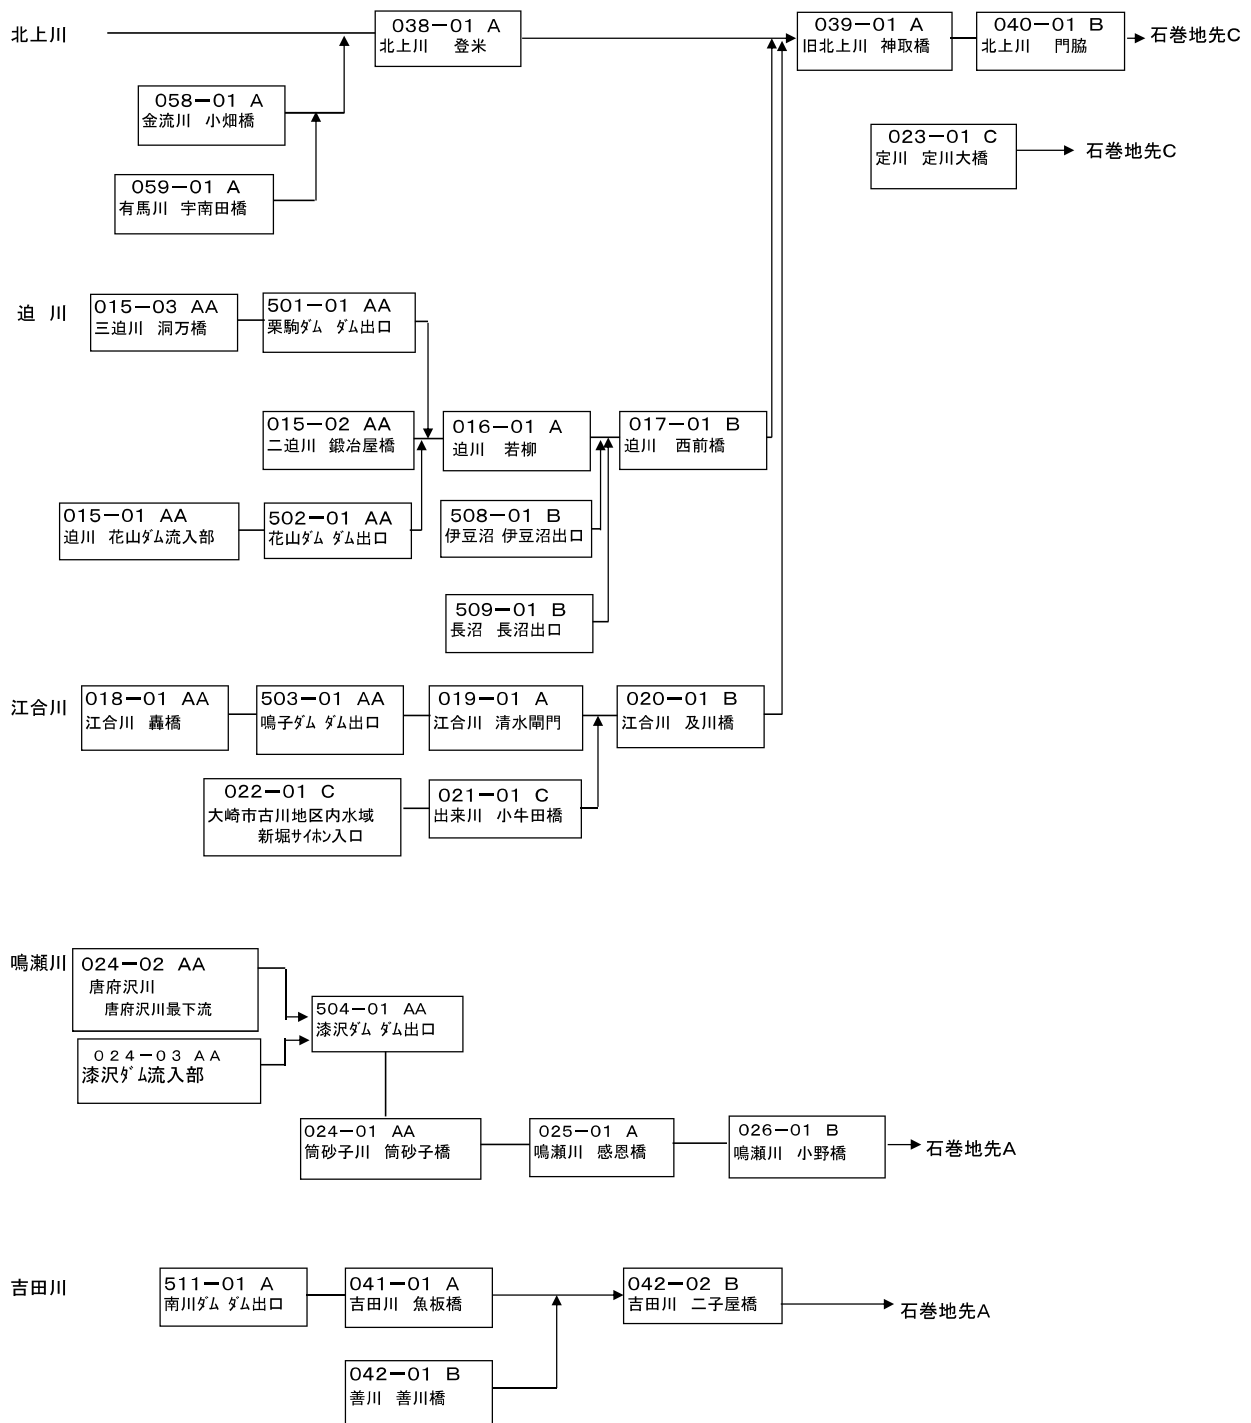 北上川
038－01 A
北上川 登米
039－01 A
旧北上川 神取橋
040－01 B
北上川 門脇
石巻地先C
058－01 A
金流川 小畑橋
023－01 C
定川 定川大橋
石巻地先C
059－01 A
有馬川 宇南田橋
迫 川
015－03 AA
三迫川 洞万橋
501－01 AA
栗駒ダム ダム出口
015－02 AA
二迫川 鍛冶屋橋
016－01 A
迫川 若柳
017－01 B
迫川 西前橋
015－01 AA
迫川 花山ダム流入部
502－01 AA
花山ダム ダム出口
508－01 B
伊豆沼 伊豆沼出口
509－01 B
長沼 長沼出口
江合川
018－01 AA
江合川 轟橋
503－01 AA
鳴子ダム ダム出口
019－01 A
江合川 清水閘門
020－01 B
江合川 及川橋
022－01 C
大崎市古川地区内水域
新堀サイホン入口
021－01 C
出来川 小牛田橋
鳴瀬川
024－02 AA
唐府沢川
唐府沢川最下流
504－01 AA
漆沢ダム ダム出口
024－03 AA
漆沢ダム流入部
024－01 AA
筒砂子川 筒砂子橋
025－01 A
鳴瀬川 感恩橋
026－01 B
鳴瀬川 小野橋
石巻地先A
吉田川
511－01 A
南川ダム ダム出口
041－01 A
吉田川 魚板橋
042－02 B
吉田川 二子屋橋
石巻地先A
042－01 B
善川 善川橋